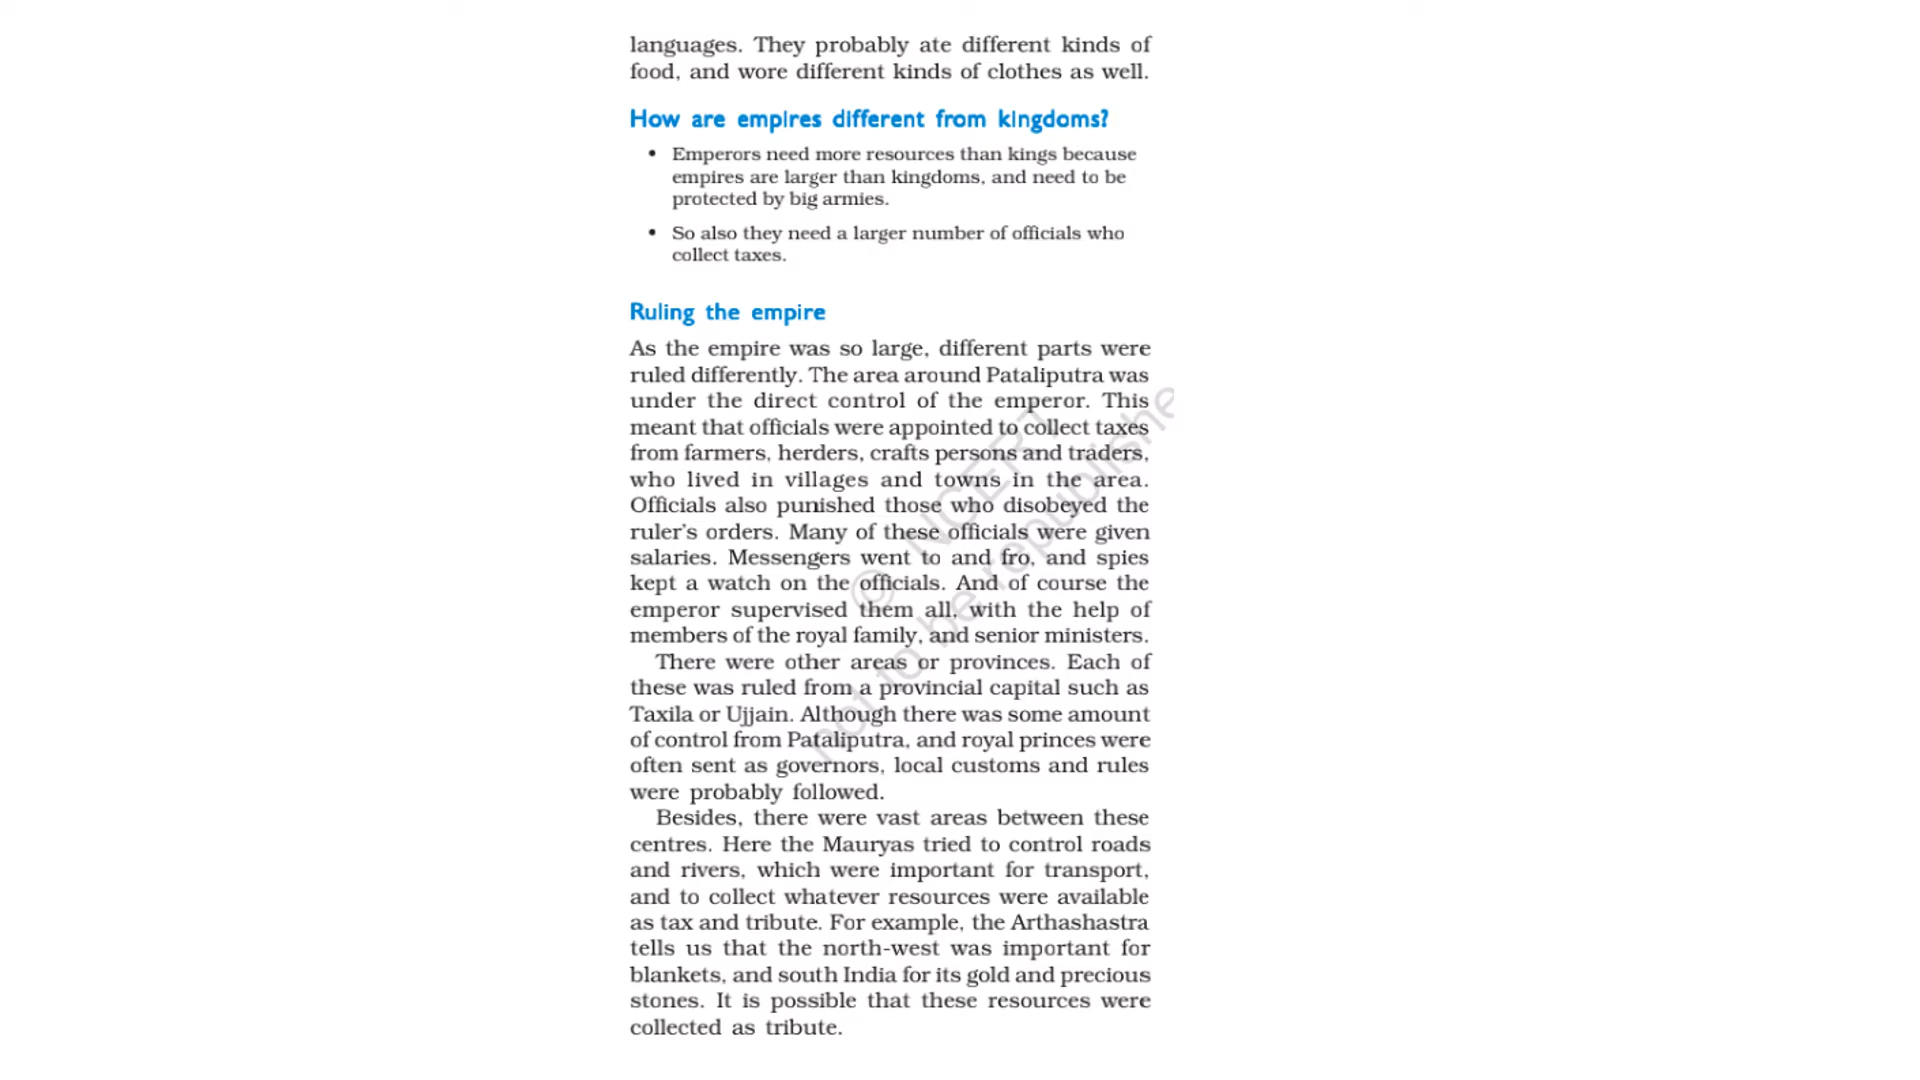 languages. They probably ate different kinds of
food, and wore different kinds of clothes as well.
How are empires different from kingdoms?
• Emperors need more resources than kings because
empires are larger than kingdoms, and need to be
protected by big armies.
• So also they need a larger number of officials who
collect taxes.
Ruling the empire
As the empire was so large, different parts were
ruled differently. The area around Pataliputra was
under the direct control of the emperor. This
meant that officials were appointed to collect taxes
from farmers, herders, crafts persons and traders,
who lived in villages and towns in the area.
Officials also punished those who disobeyed the
ruler's orders. Many of these officials were given
salaries. Messengers went to and fro, and spies
kept a watch on the officials. And of course the
emperor supervised them all, with the help of
members of the royal family, and senior ministers.
There were other areas or provinces. Each of
these was ruled from a provincial capital such as
Taxila or Ujjain. Although there was some amount
of control from Pataliputra, and royal princes were
often sent as governors, local customs and rules
were probably followed.
Besides, there were vast areas between these
centres. Here the Mauryas tried to control roads
and rivers, which were important for transport,
and to collect whatever resources were available
as tax and tribute. For example, the Arthashastra
tells us that the north-west was important for
blankets, and south India for its gold and precious
stones. It is possible that these resources were
collected as tribute.
© NCERT
not to be republishe